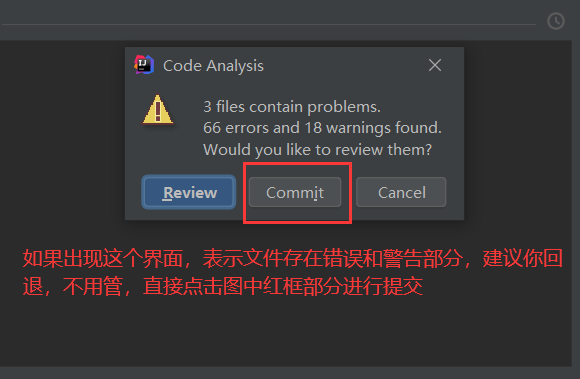 Code Analysis
3 files contain problems.
66 errors and 18 warnings found.
Would you like to review them?
Review
Commit
Cancel
如果出现这个界面，表示文件存在错误和警告部分，建议你回
退，不用管，直接点击图中红框部分进行提交